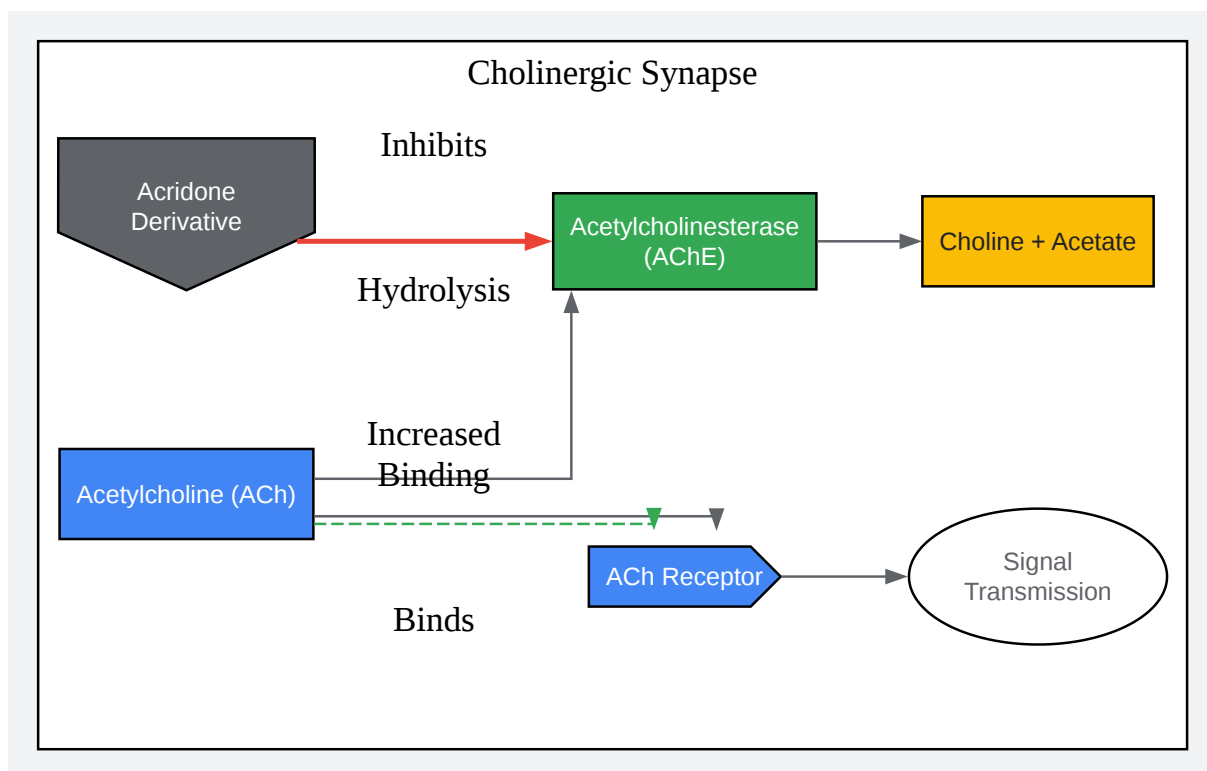 Cholinergic Synapse
Inhibits
Acridone
Derivative
Acetylcholinesterase
(AChE)
Choline + Acetate
Hydrolysis
Increased
Binding
Acetylcholine (ACh)
ACh Receptor
Signal
Transmission
Binds